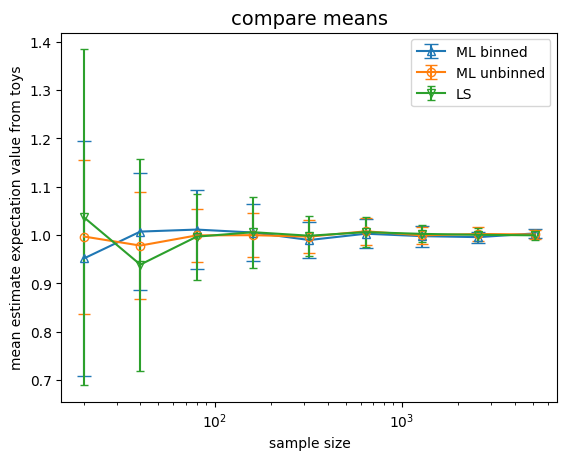 compare means
ML binned
ML unbinned
LS
mean estimate expectation value from toys
1.4
1.3
1.2
1.1
1.0
0.9
0.8
0.7
10²
10³
sample size